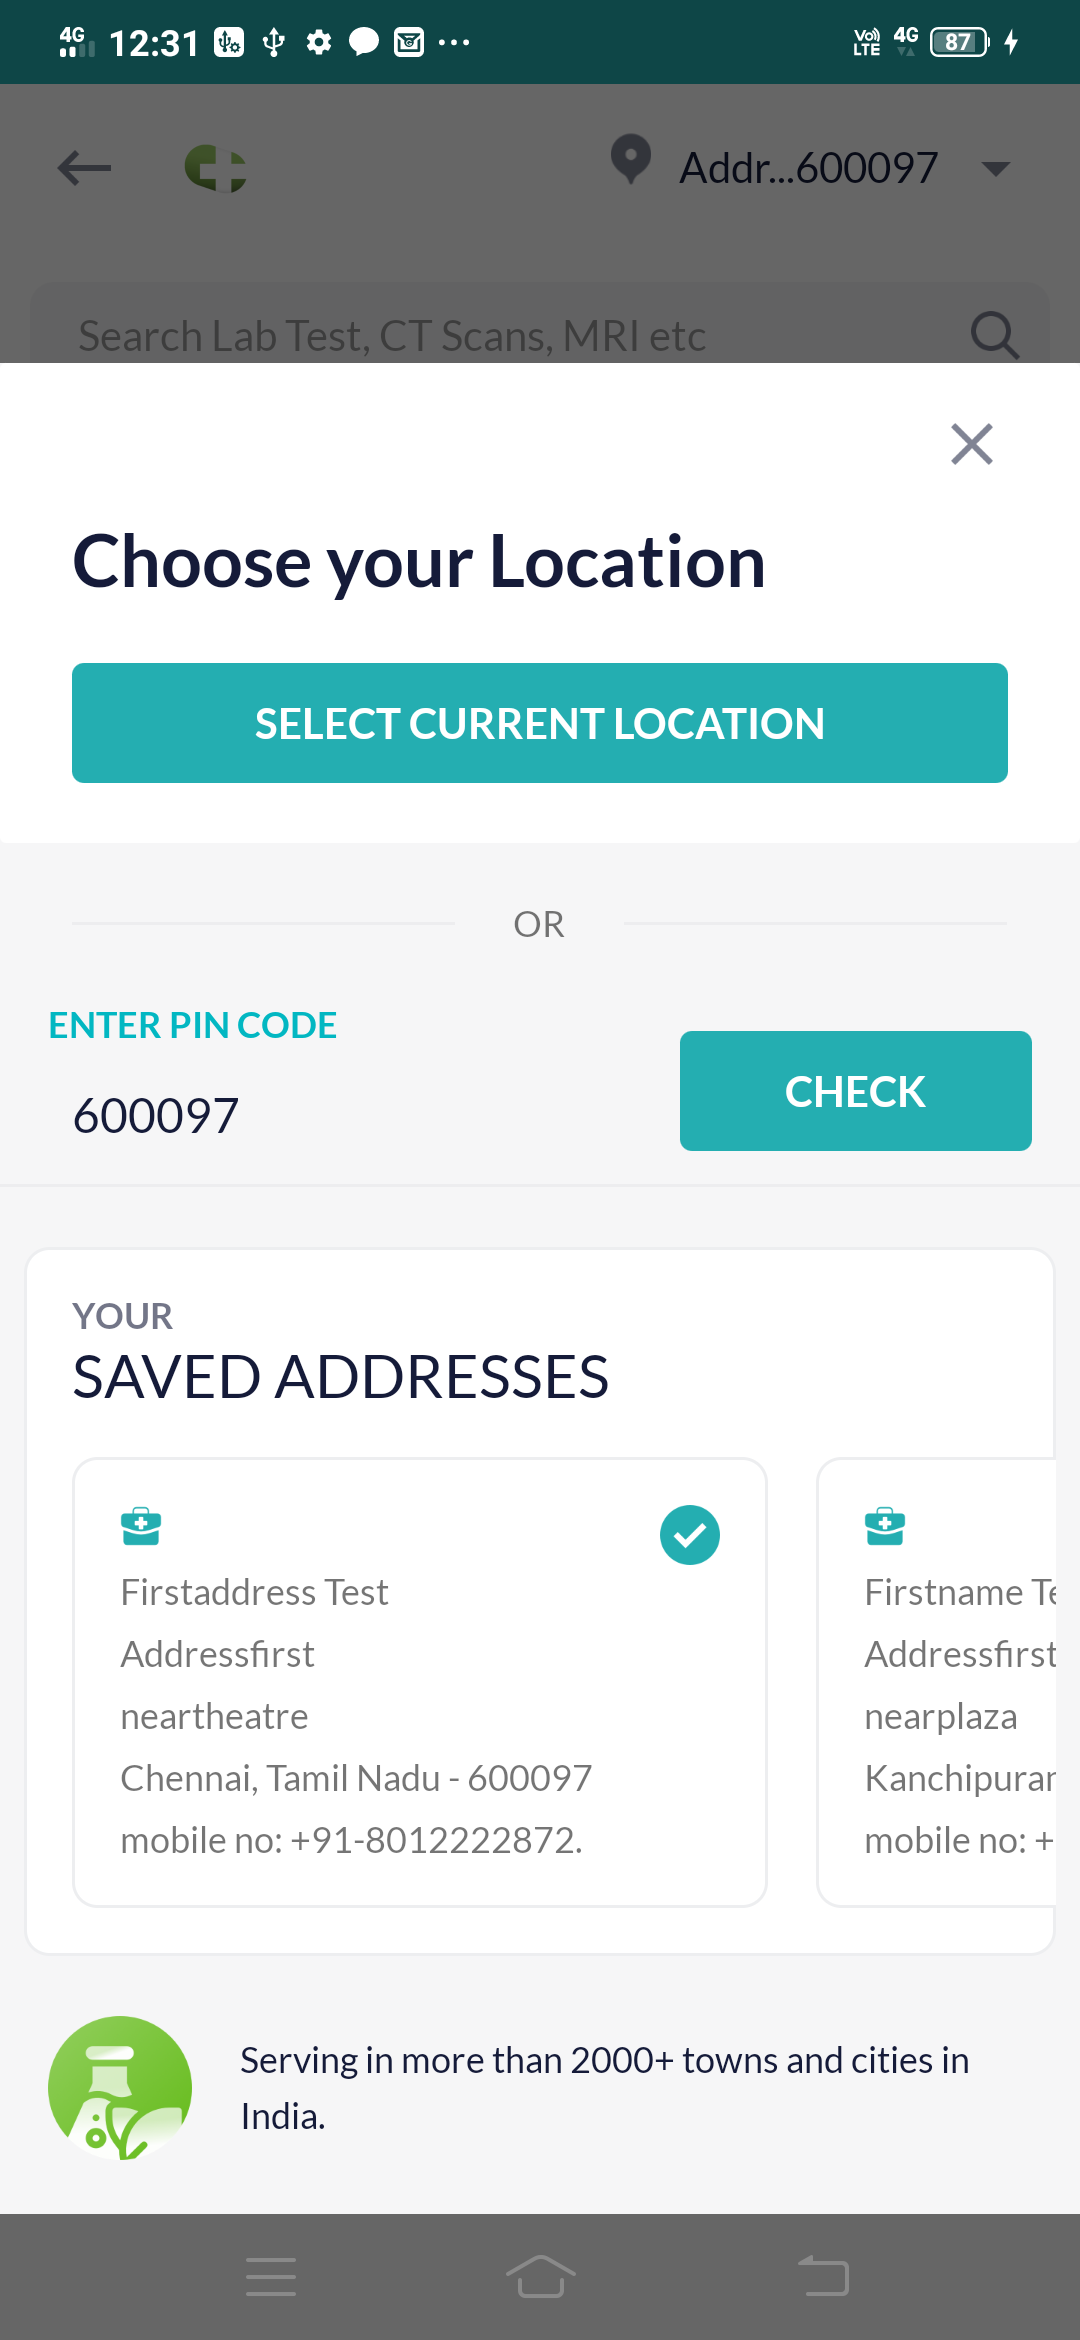 4G 12:31 VoLTE 4G 87
Addr...600097
Search Lab Test, CT Scans, MRI etc
Choose your Location
SELECT CURRENT LOCATION
OR
ENTER PIN CODE
600097
CHECK
YOUR
SAVED ADDRESSES
Firstaddress Test
Addressfirst
neartheatre
Chennai, Tamil Nadu - 600097
mobile no: +91-8012222872.
Firstname Te
Addressfirst
nearplaza
Kanchipuram
mobile no: +
Serving in more than 2000+ towns and cities in
India.